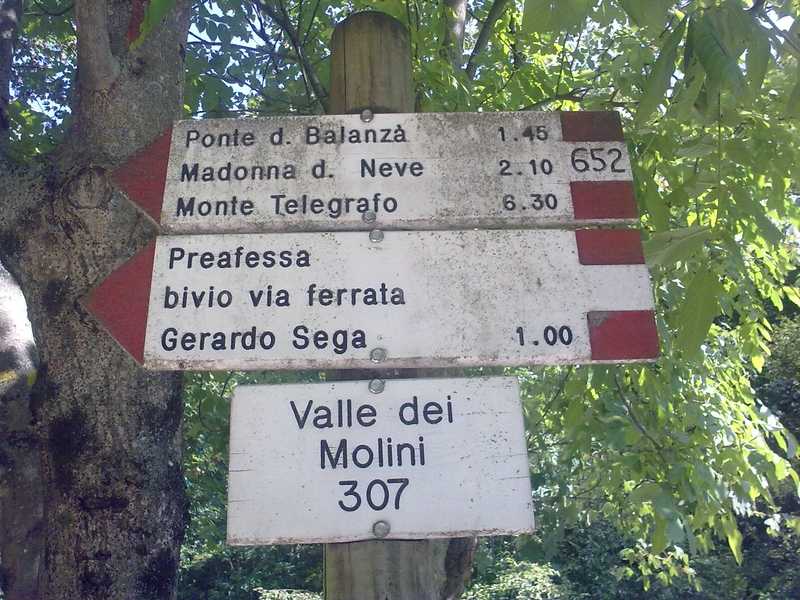 Ponte d. Balanzà 1.45
Madonna d. Neve 2.10 652
Monte Telegrafo 6.30
Preafessa
bivio via ferrata
Gerardo Sega 1.00
Valle dei
Molini
307